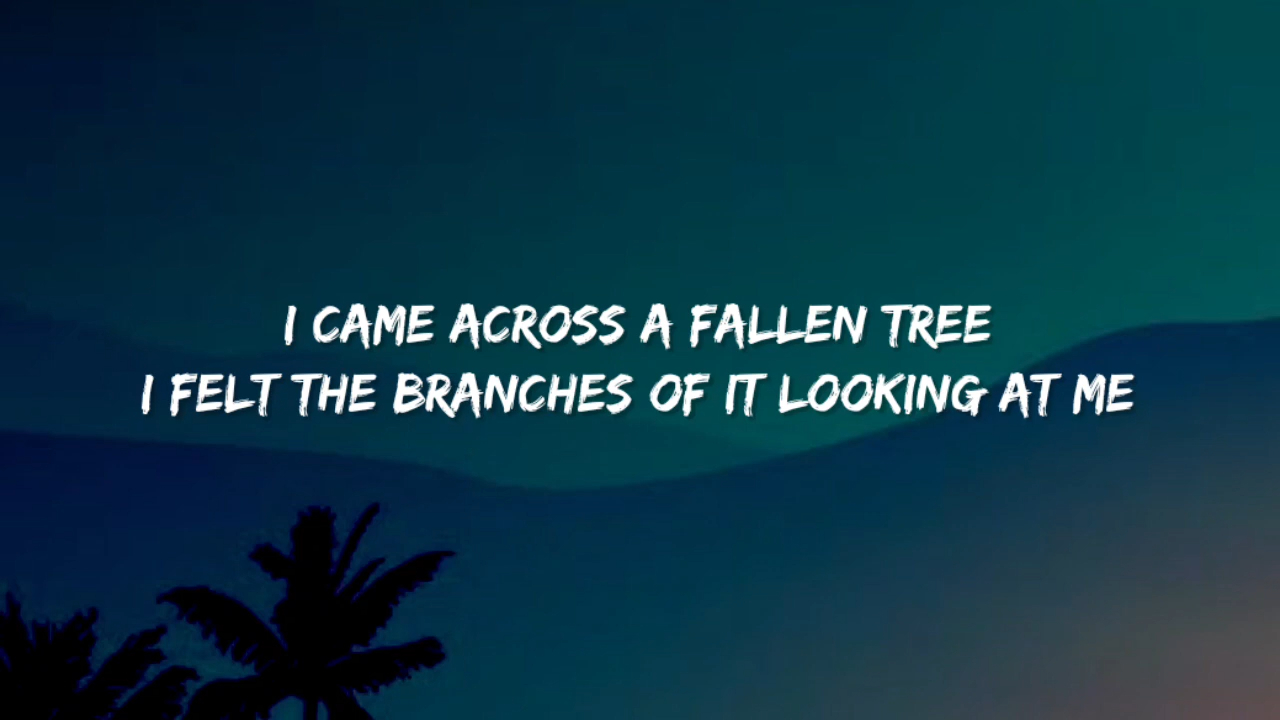 I CAME ACROSS A FALLEN TREE
I FELT THE BRANCHES OF IT LOOKING AT ME